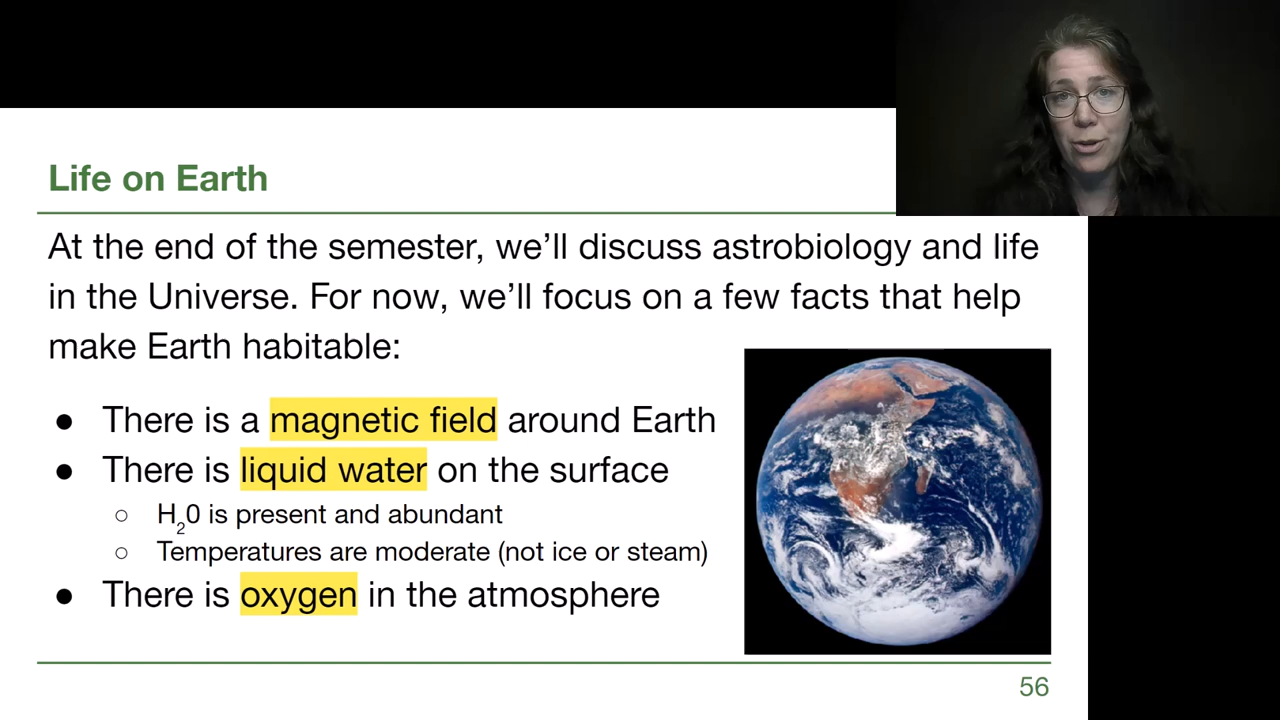 Life on Earth
At the end of the semester, we’ll discuss astrobiology and life
in the Universe. For now, we’ll focus on a few facts that help
make Earth habitable:
● There is a magnetic field around Earth
● There is liquid water on the surface
○ H₂0 is present and abundant
○ Temperatures are moderate (not ice or steam)
● There is oxygen in the atmosphere
56